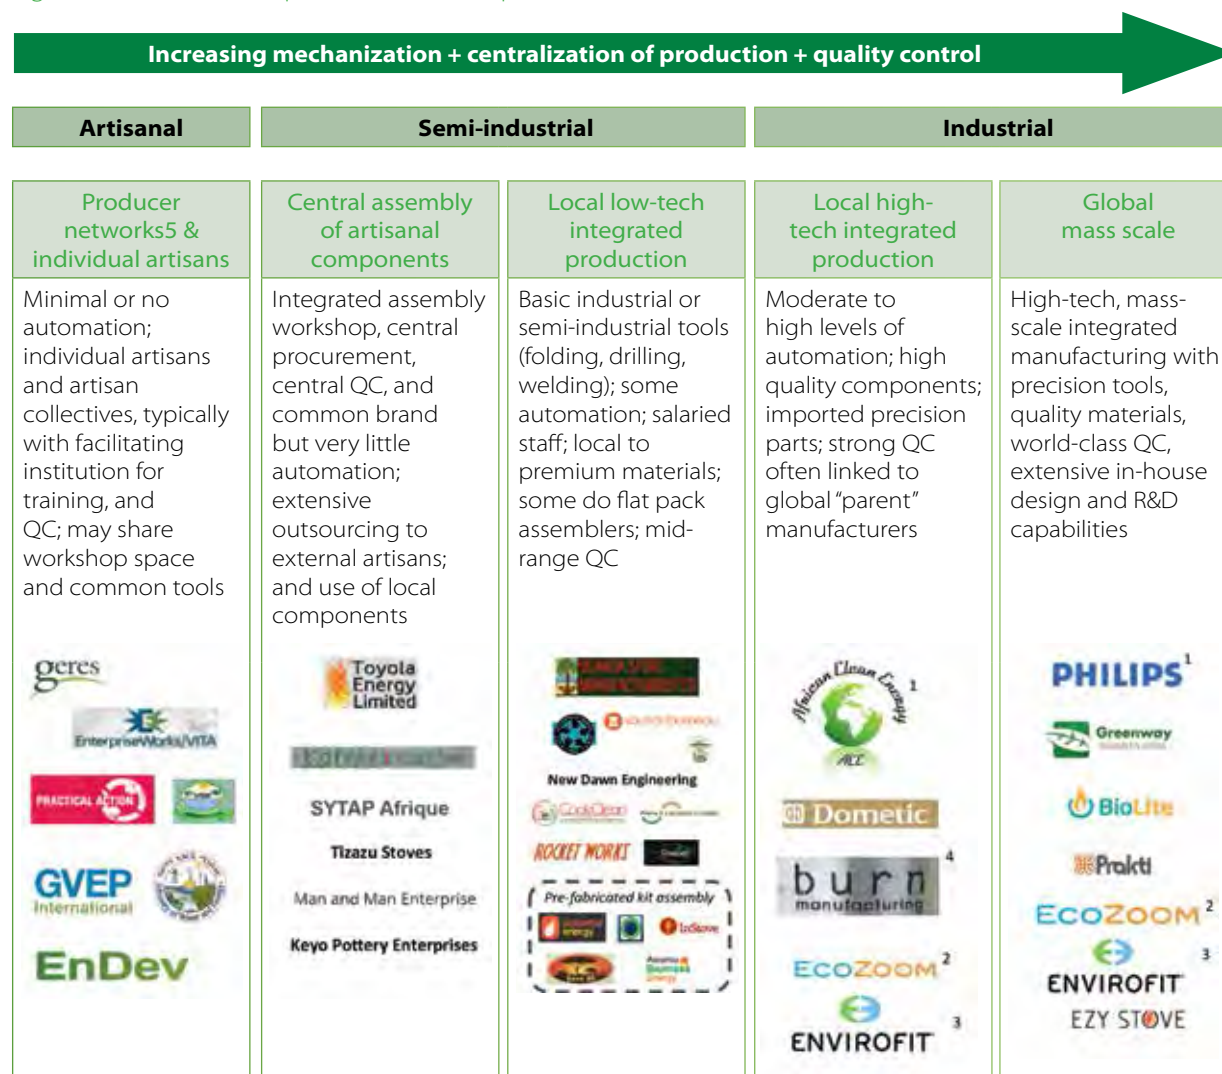 Increasing mechanization + centralization of production + quality control
Artisanal
Semi-industrial
Industrial
Producer
networks5 &
individual artisans
Minimal or no
automation;
individual artisans
and artisan
collectives, typically
with facilitating
institution for
training, and
QC; may share
workshop space
and common tools
geres
EnterpriseWorks/VITA
PRACTICAL ACTION
GVEP
International
EnDev
Central assembly
of artisanal
components
Integrated assembly
workshop, central
procurement,
central QC, and
common brand
but very little
automation;
extensive
outsourcing to
external artisans;
and use of local
components
Toyola
Energy
Limited
SYTAP Afrique
Tizazu Stoves
Man and Man Enterprise
Keyo Pottery Enterprises
Local low-tech
integrated
production
Basic industrial or
semi-industrial tools
(folding, drilling,
welding); some
automation; salaried
staff; local to
premium materials;
some do flat pack
assemblers; mid-
range QC
New Dawn Engineering
CookClean
ROCKET WORKS
Pre-fabricated kit assembly
InStove
Local high-
tech integrated
production
Moderate to
high levels of
automation; high
quality components;
imported precision
parts; strong QC
often linked to
global “parent”
manufacturers
African Clean Energy 1
ACE
Dometic
burn 4
manufacturing
ECOZOOM 2
ENVIROFIT 3
Global
mass scale
High-tech, mass-
scale integrated
manufacturing with
precision tools,
quality materials,
world-class QC,
extensive in-house
design and R&D
capabilities
PHILIPS 1
Greenway
BioLite
Prakti
ECOZOOM 2
ENVIROFIT 3
EZY STOVE